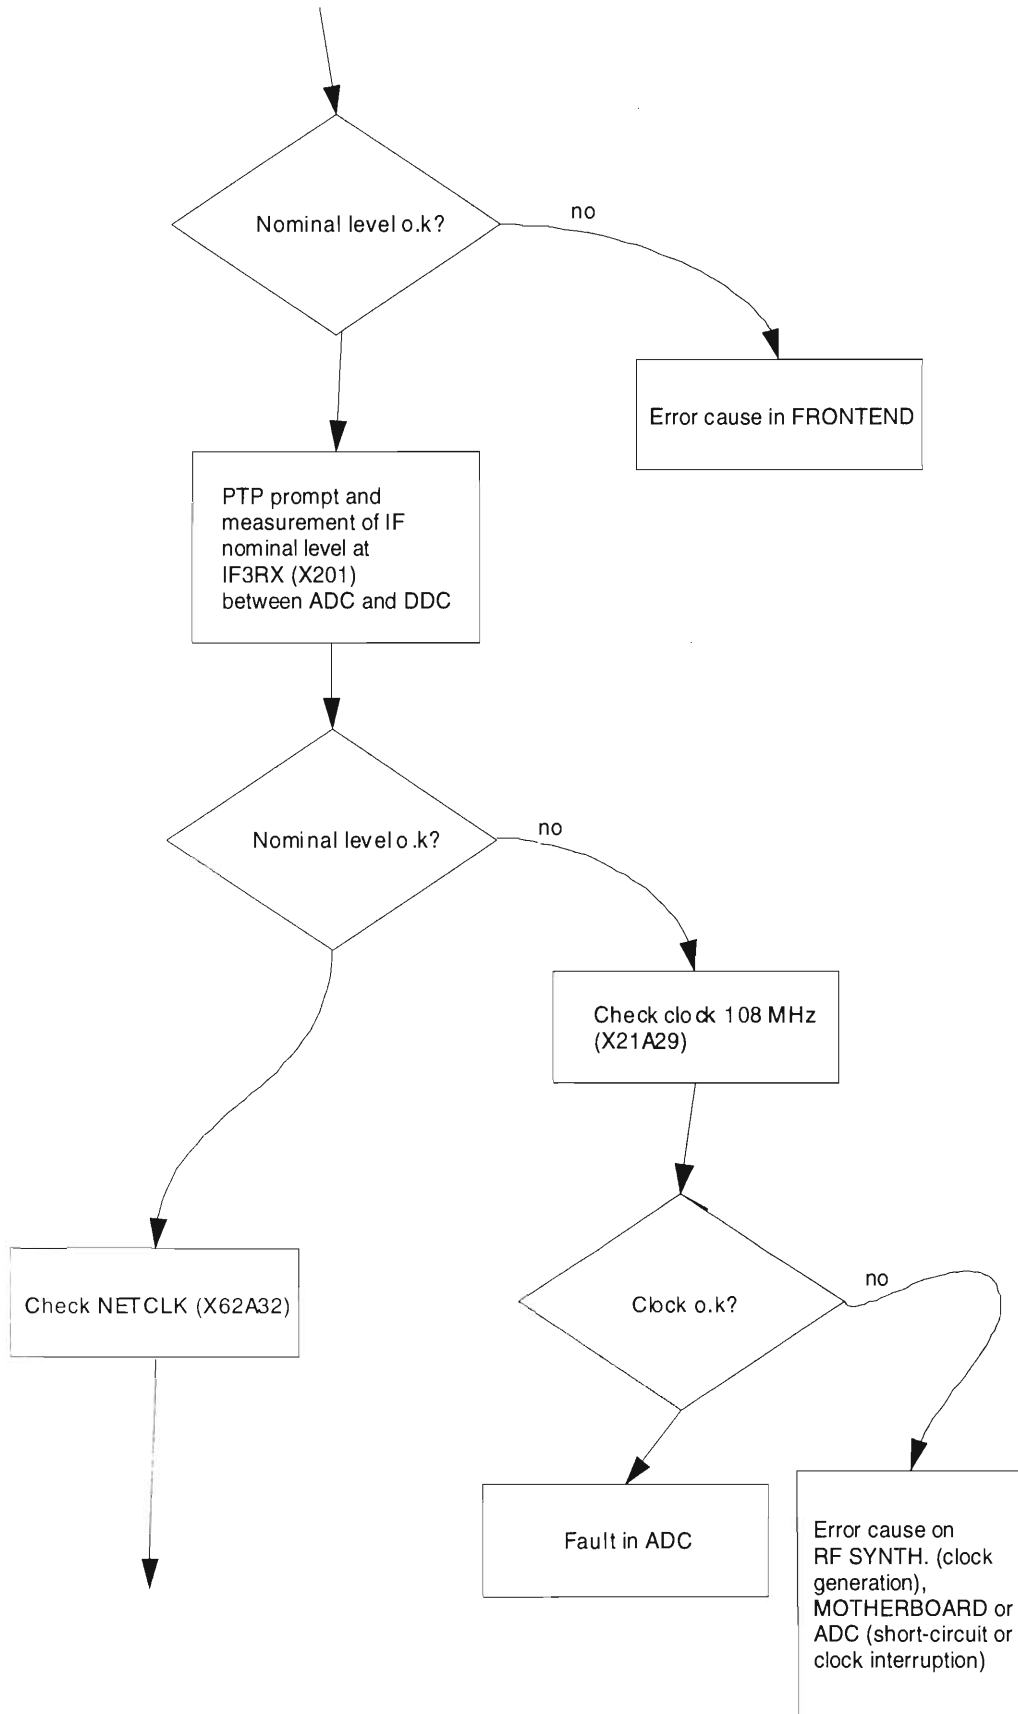 Nominal level o.k?
no
Error cause in FRONTEND
PTP prompt and
measurement of IF
nominal level at
IF3RX (X201)
between ADC and DDC
Nominal level o.k?
no
Check clock 108 MHz
(X21A29)
Check NETCLK (X62A32)
Clock o.k?
no
Fault in ADC
Error cause on
RF SYNTH. (clock
generation),
MOTHERBOARD or
ADC (short-circuit or
clock interruption)